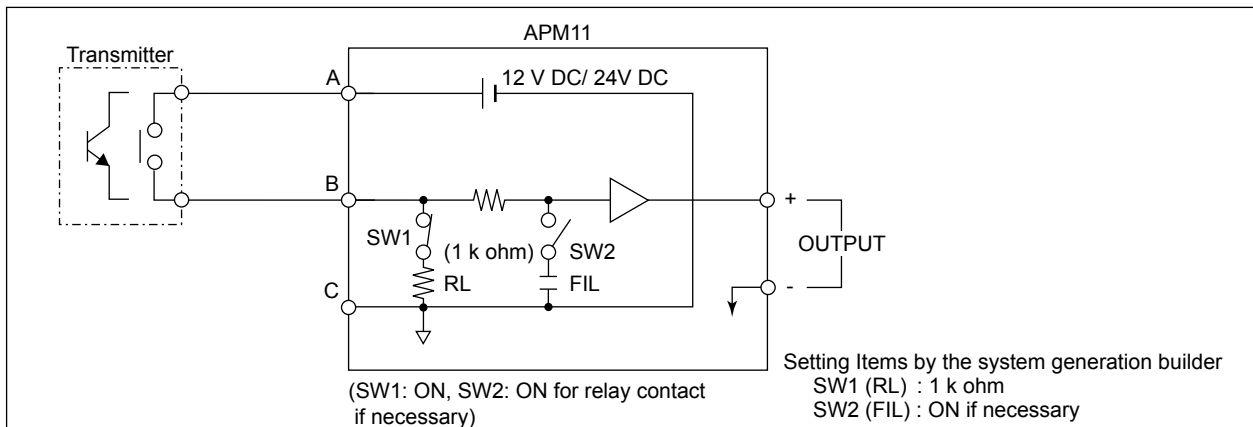 APM11
Transmitter
A
12 V DC/ 24V DC
B
+
SW1
(1 k ohm)
SW2
OUTPUT
RL
FIL
C
-
Setting Items by the system generation builder
SW1 (RL) : 1 k ohm
SW2 (FIL) : ON if necessary
(SW1: ON, SW2: ON for relay contact
if necessary)